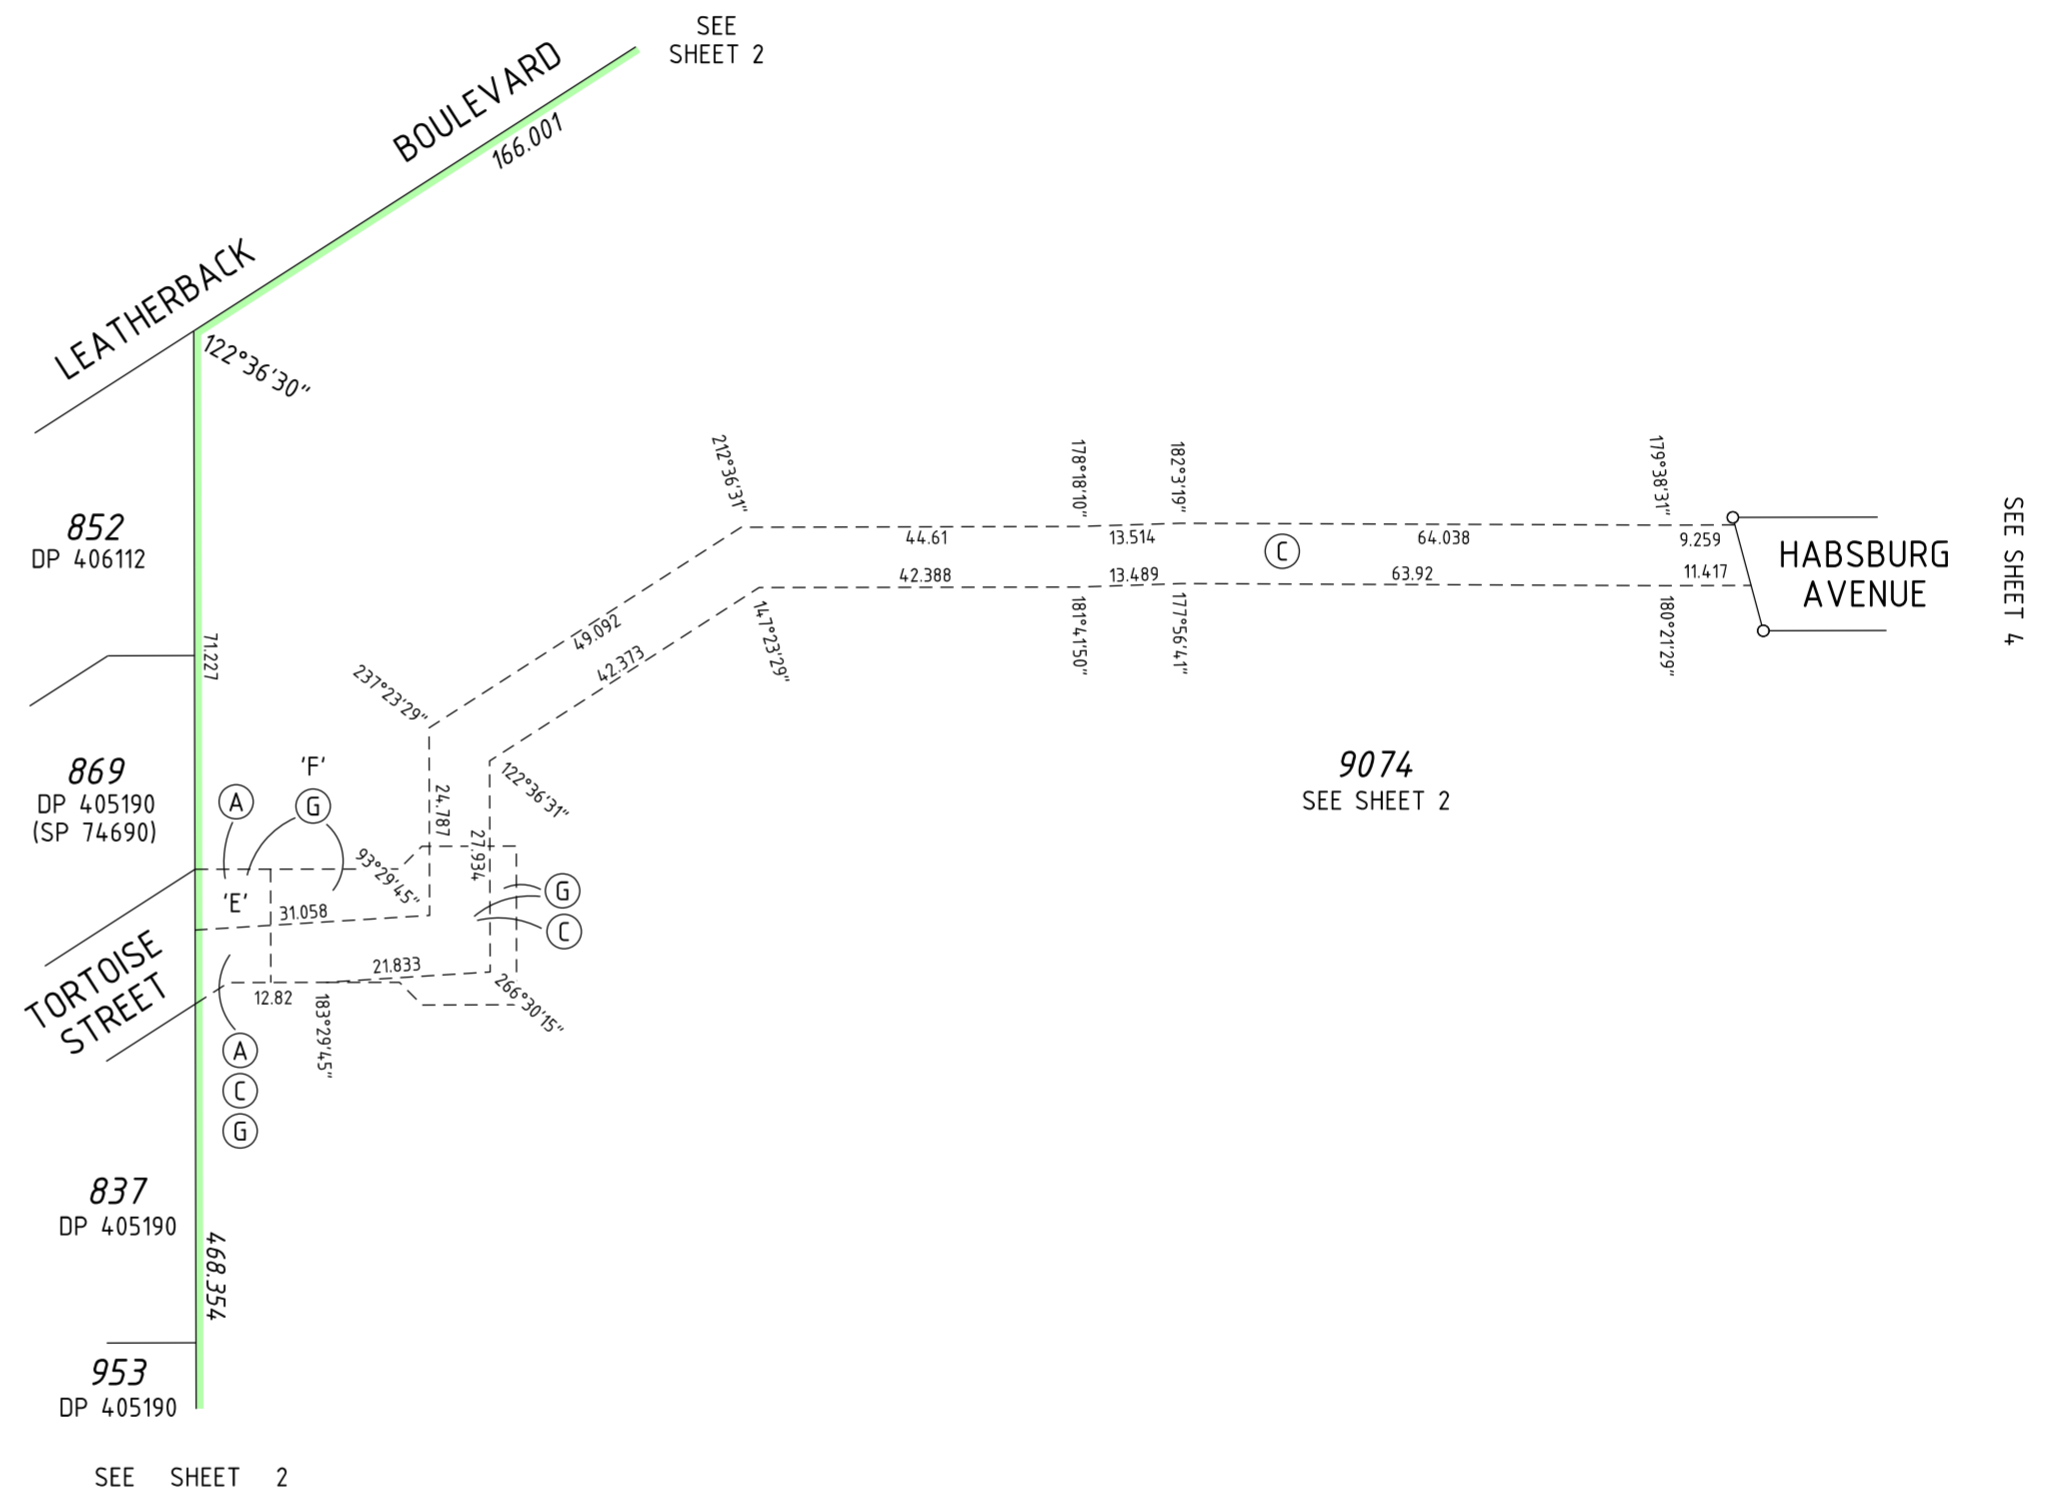 SEE
SHEET 2
LEATHERBACK BOULEVARD
166.001
122°36'30"
852
DP 406112
71.227
869
DP 405190
(SP 74690)
212°36'31"
178°18'10"
182°3'19"
179°38'31"
44.61
13.514
64.038
9.259
C
42.388
13.489
63.92
11.417
HABSBURG
AVENUE
SEE SHEET 4
147°23'29"
181°41'50"
177°56'41"
180°21'29"
49.092
42.373
237°23'29"
122°36'31"
24.787
27.934
9074
SEE SHEET 2
'F'
A
G
93°29'45"
'E'
31.058
G
C
TORTOISE
STREET
21.833
12.82
183°29'45"
266°30'15"
A
C
G
837
DP 405190
468.354
953
DP 405190
SEE SHEET 2